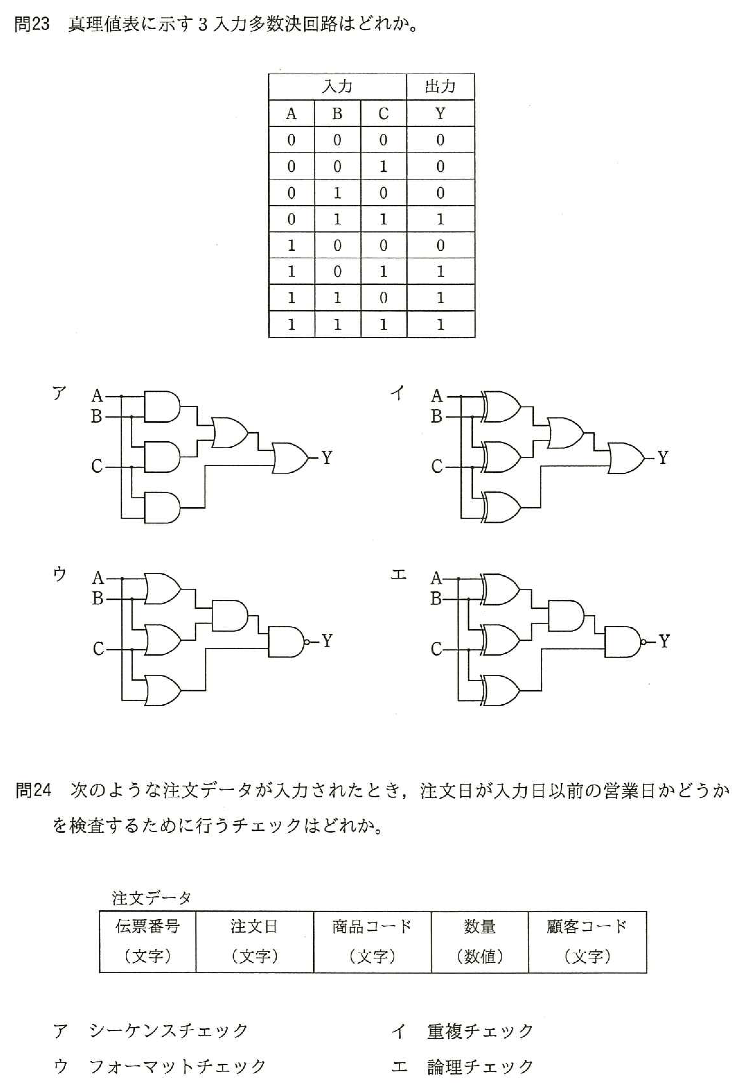 問23　真理値表に示す3入力多数決回路はどれか。
入力 出力
A B C Y
0 0 0 0
0 0 1 0
0 1 0 0
0 1 1 1
1 0 0 0
1 0 1 1
1 1 0 1
1 1 1 1
ア A B C Y
イ A B C Y
ウ A B C Y
エ A B C Y
問24　次のような注文データが入力されたとき，注文日が入力日以前の営業日かどうか
を検査するために行うチェックはどれか。
注文データ
伝票番号 注文日 商品コード 数量 顧客コード
（文字） （文字） （文字） （数値） （文字）
ア　シーケンスチェック イ　重複チェック
ウ　フォーマットチェック エ　論理チェック